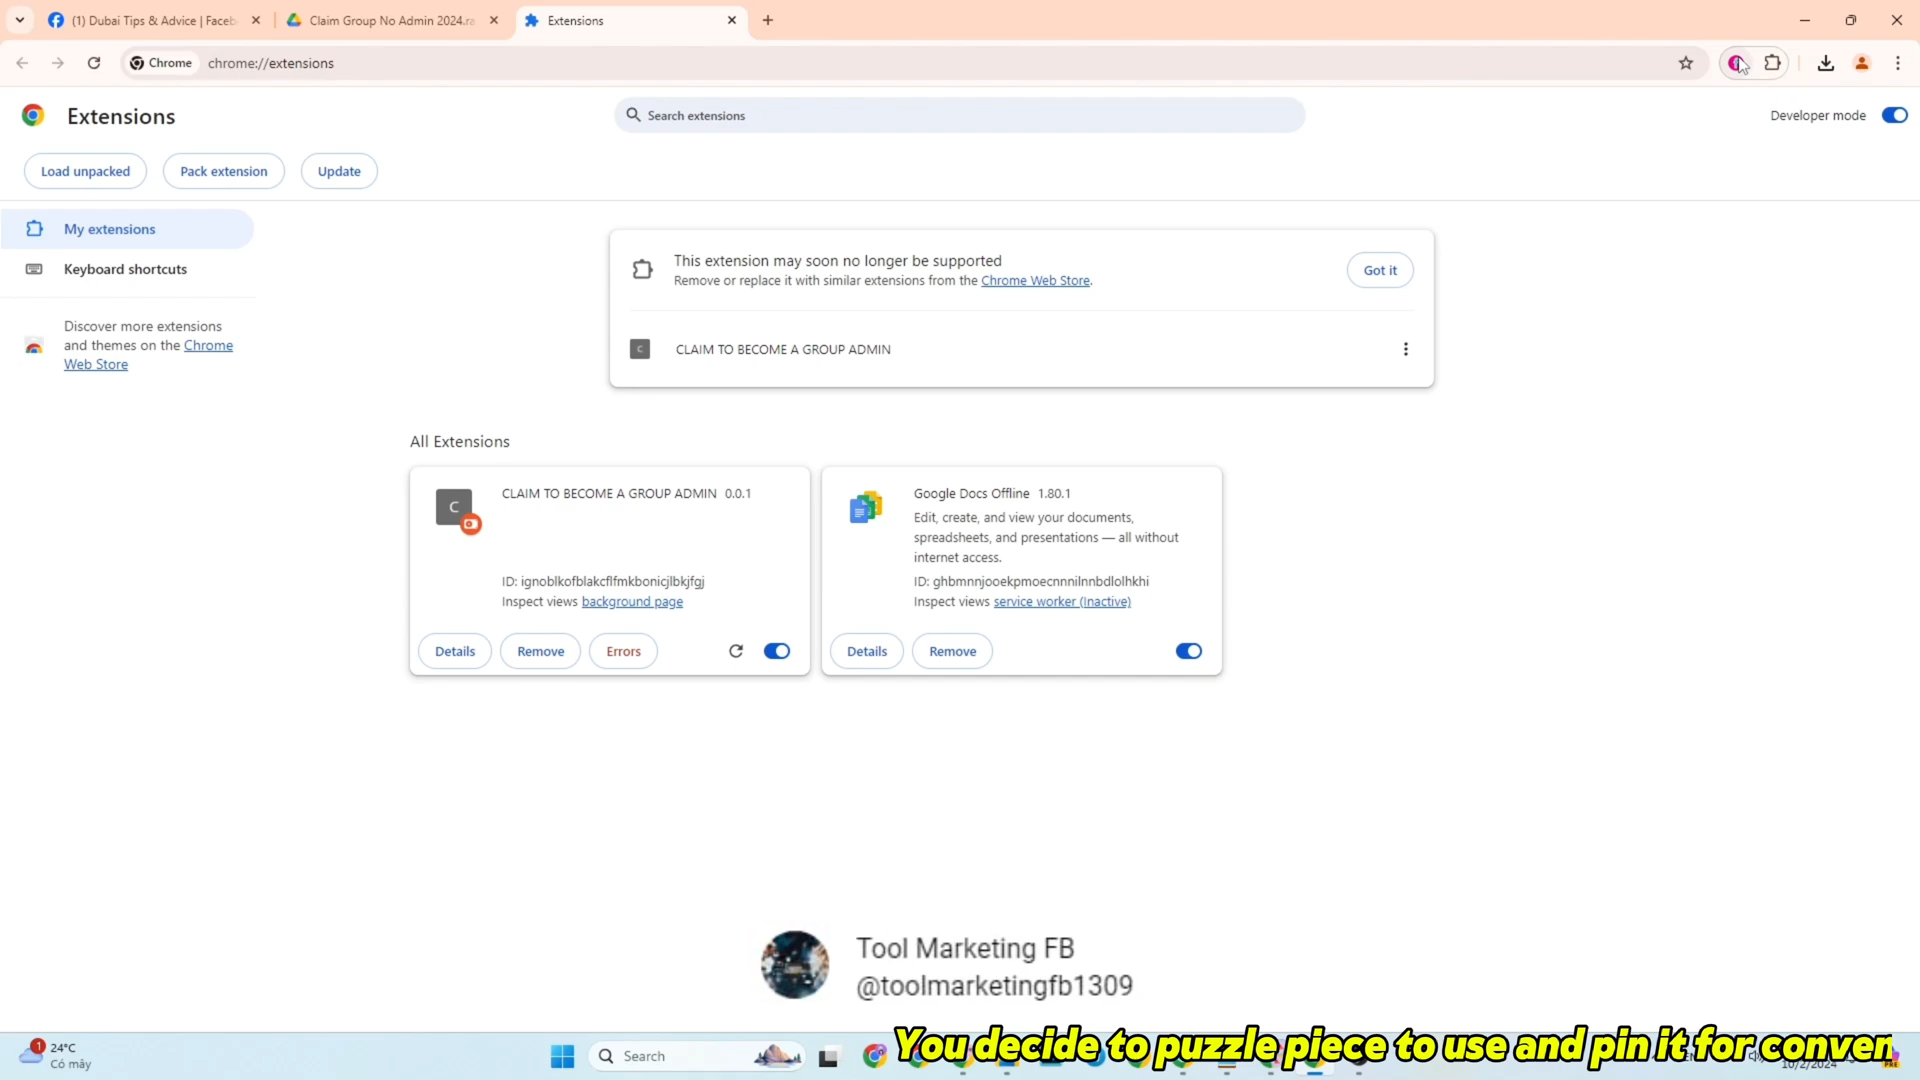 (1) Dubai Tips & Advice | Faceb
Claim Group No Admin 2024.ra
Extensions
Chrome
chrome://extensions
Extensions
Search extensions
Developer mode
Load unpacked
Pack extension
Update
My extensions
Keyboard shortcuts
Discover more extensions
and themes on the Chrome
Web Store
This extension may soon no longer be supported
Remove or replace it with similar extensions from the Chrome Web Store.
Got it
C
CLAIM TO BECOME A GROUP ADMIN
All Extensions
C
CLAIM TO BECOME A GROUP ADMIN 0.0.1
ID: ignoblkofblakcflfmkbonicjlbkjfgj
Inspect views background page
Details
Remove
Errors
Google Docs Offline 1.80.1
Edit, create, and view your documents,
spreadsheets, and presentations — all without
internet access.
ID: ghbmnnjooekpmoecnnnilnnbdlolhkhi
Inspect views service worker (Inactive)
Details
Remove
Tool Marketing FB
@toolmarketingfb1309
You decide to puzzle piece to use and pin it for conven
1
24°C
Có mây
Search
10/2/2024